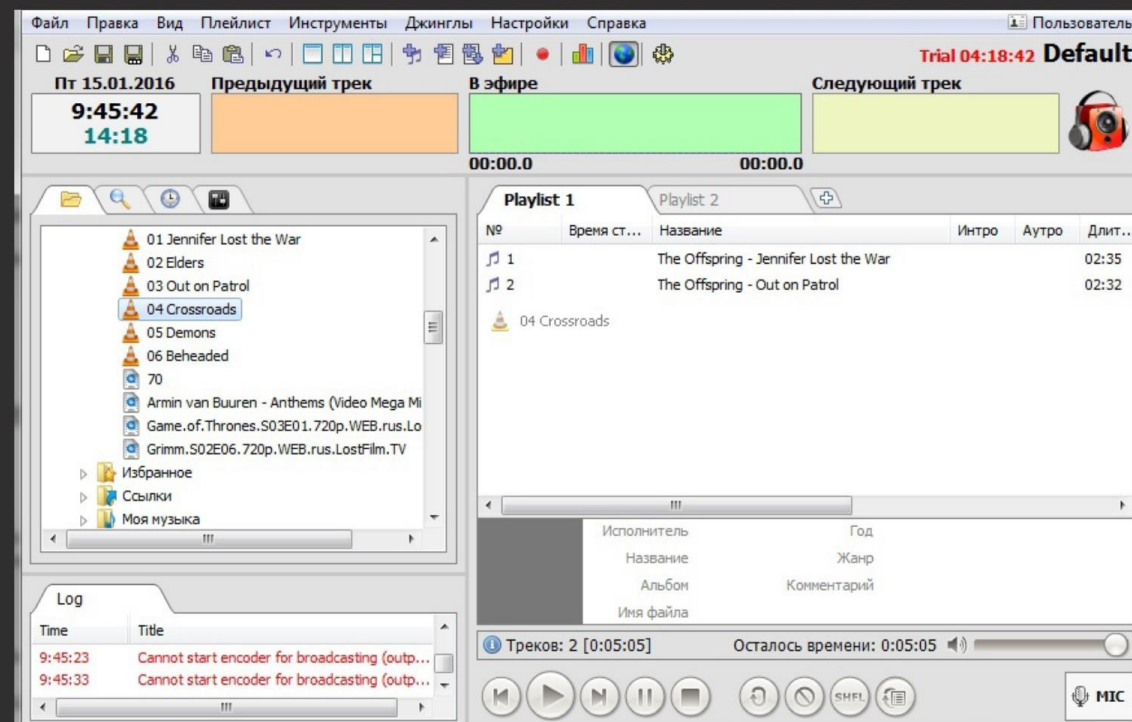 Файл Правка Вид Плейлист Инструменты Джинглы Настройки Справка Пользователь
Trial 04:18:42 Default
Пт 15.01.2016 Предыдущий трек В эфире Следующий трек
9:45:42
14:18
00:00.0 00:00.0
Playlist 1 Playlist 2
№ Время ст... Название Интро Аутро Длит..
01 Jennifer Lost the War
02 Elders
03 Out on Patrol
04 Crossroads
05 Demons
06 Beheaded
70
Armin van Buuren - Anthems (Video Mega Mi
Game.of.Thrones.S03E01.720p.WEB.rus.Lo
Grimm.S02E06.720p.WEB.rus.LostFilm.TV
Избранное
Ссылки
Моя музыка
1 The Offspring - Jennifer Lost the War 02:35
2 The Offspring - Out on Patrol 02:32
04 Crossroads
Исполнитель Год
Название Жанр
Альбом Комментарий
Имя файла
Log
Time Title
9:45:23 Cannot start encoder for broadcasting (outp...
9:45:33 Cannot start encoder for broadcasting (outp...
Треков: 2 [0:05:05] Осталось времени: 0:05:05
SHFL MIC